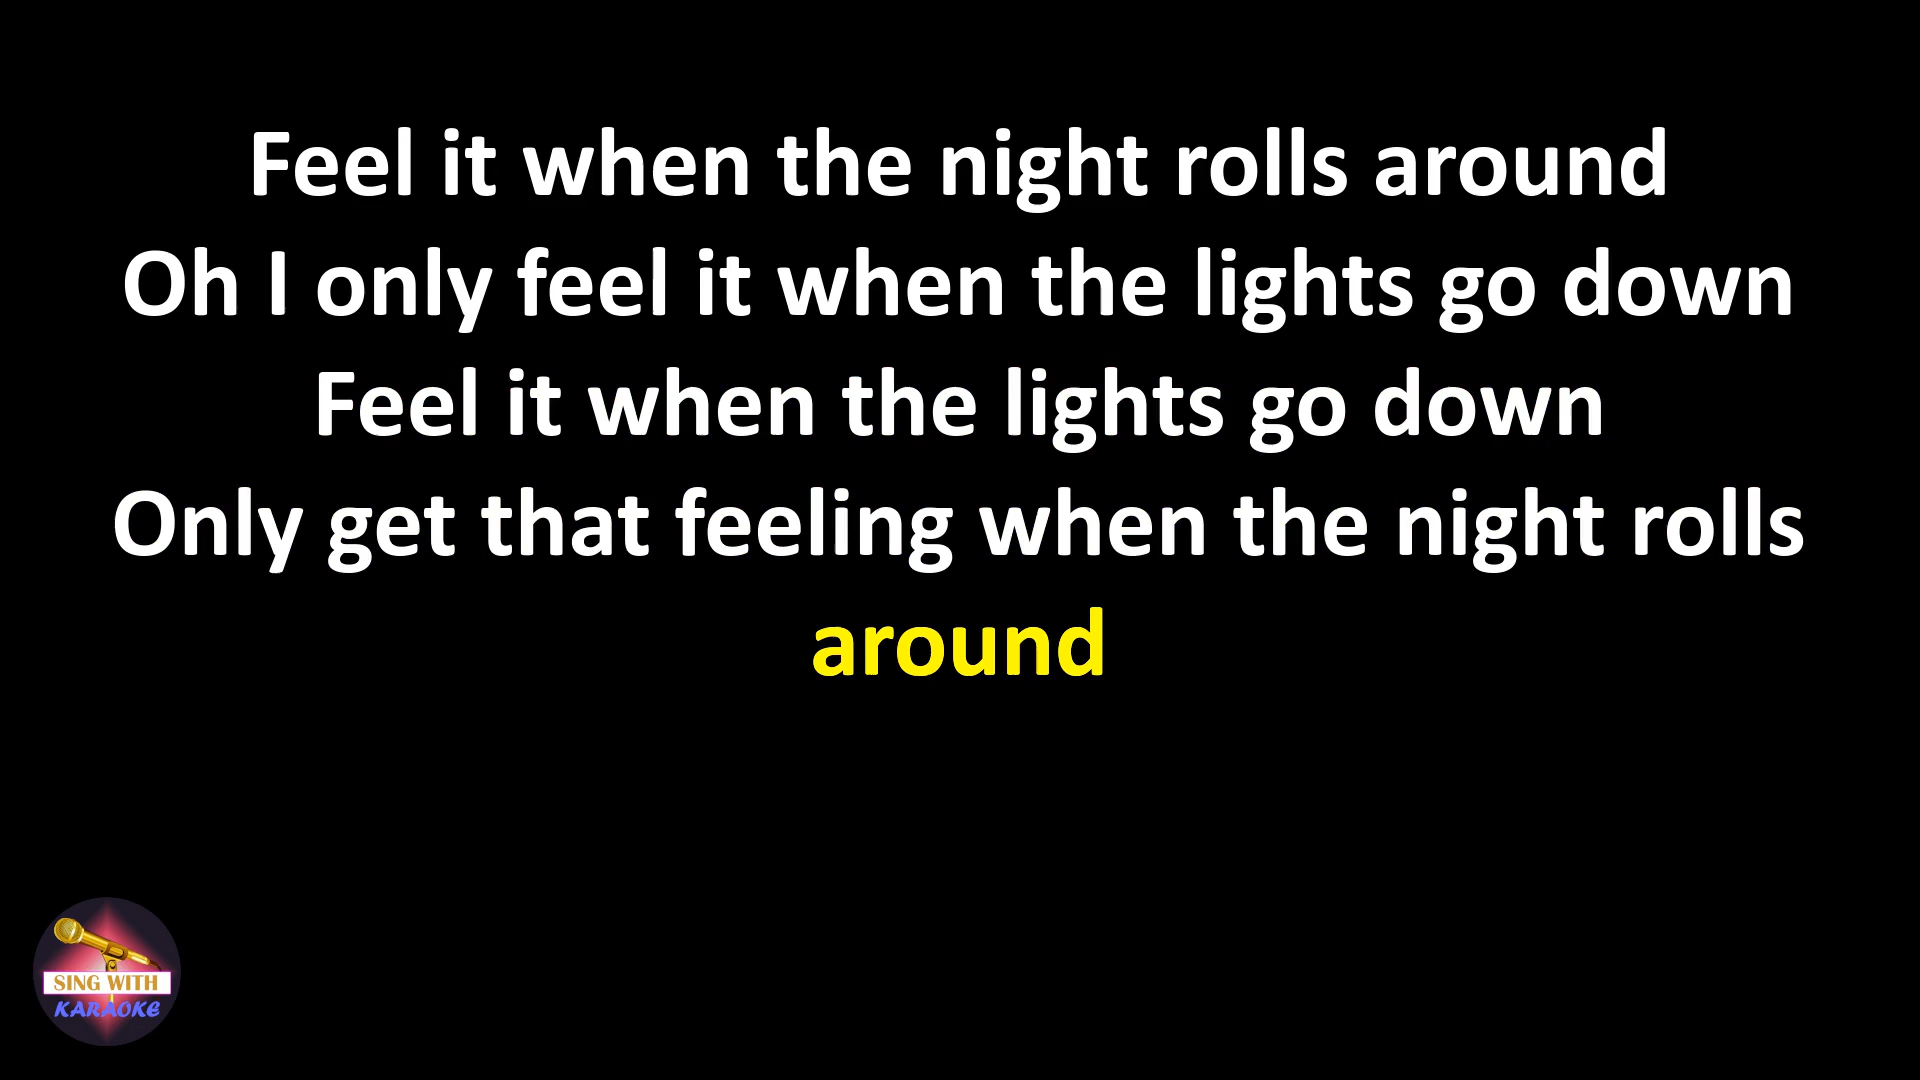 Feel it when the night rolls around
Oh I only feel it when the lights go down
Feel it when the lights go down
Only get that feeling when the night rolls
around
SING WITH
KARAOKE